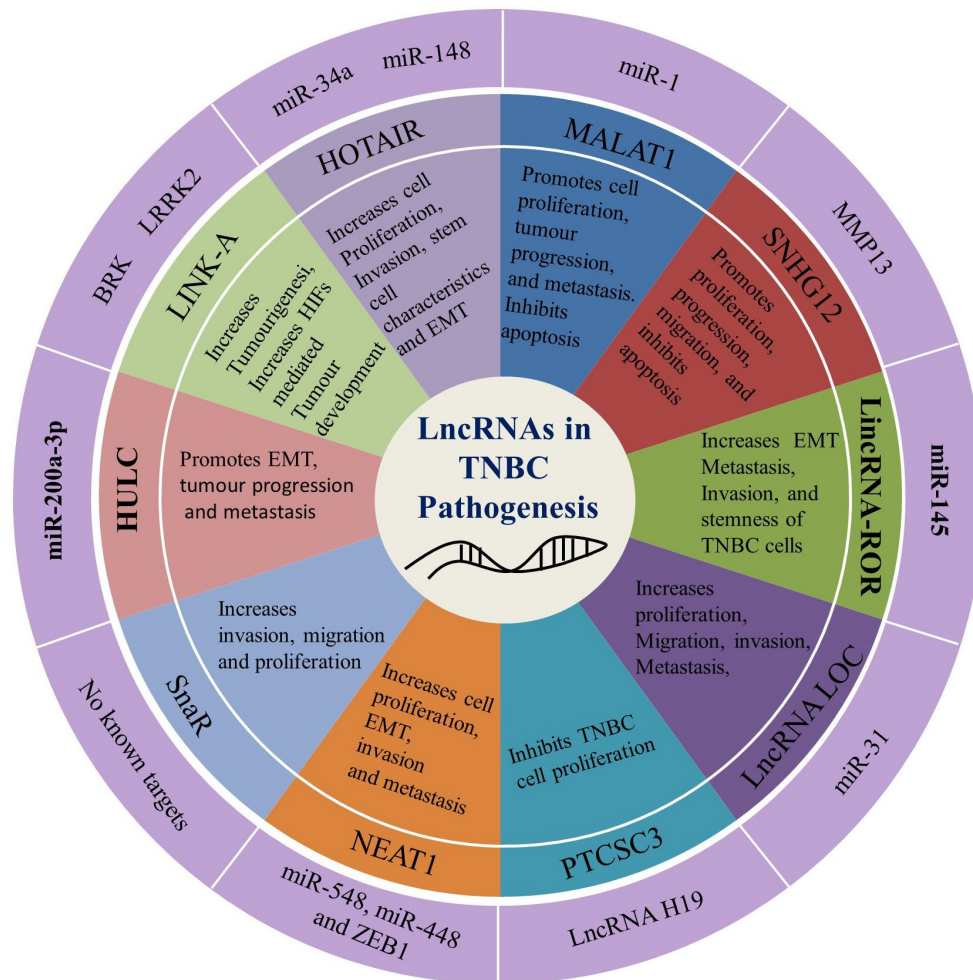 LncRNAs in
TNBC
Pathogenesis
miR-1
MALAT1
Promotes cell
proliferation,
tumour
progression,
and metastasis.
Inhibits
apoptosis
MMP13
SNHG12
Promotes
proliferation,
progression,
migration, and
inhibits
apoptosis
miR-145
LincRNA-ROR
Increases EMT
Metastasis,
Invasion, and
stemness of
TNBC cells
miR-31
LncRNA LOC
Increases
proliferation,
Migration, invasion,
Metastasis,
LncRNA H19
PTCSC3
Inhibits TNBC
cell proliferation
miR-548, miR-448
and ZEB1
NEAT1
Increases cell
proliferation,
EMT,
invasion
and metastasis
No known targets
SnaR
Increases
invasion, migration
and proliferation
miR-200a-3p
HULC
Promotes EMT,
tumour progression
and metastasis
BRK LRRK2
LINK-A
Increases
Tumourigenesi,
Increases HIFs
mediated
Tumour
development
miR-34a miR-148
HOTAIR
Increases cell
Proliferation,
Invasion, stem
cell
characteristics
and EMT